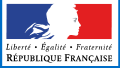 Liberté • Égalité • Fraternité
RÉPUBLIQUE FRANÇAISE